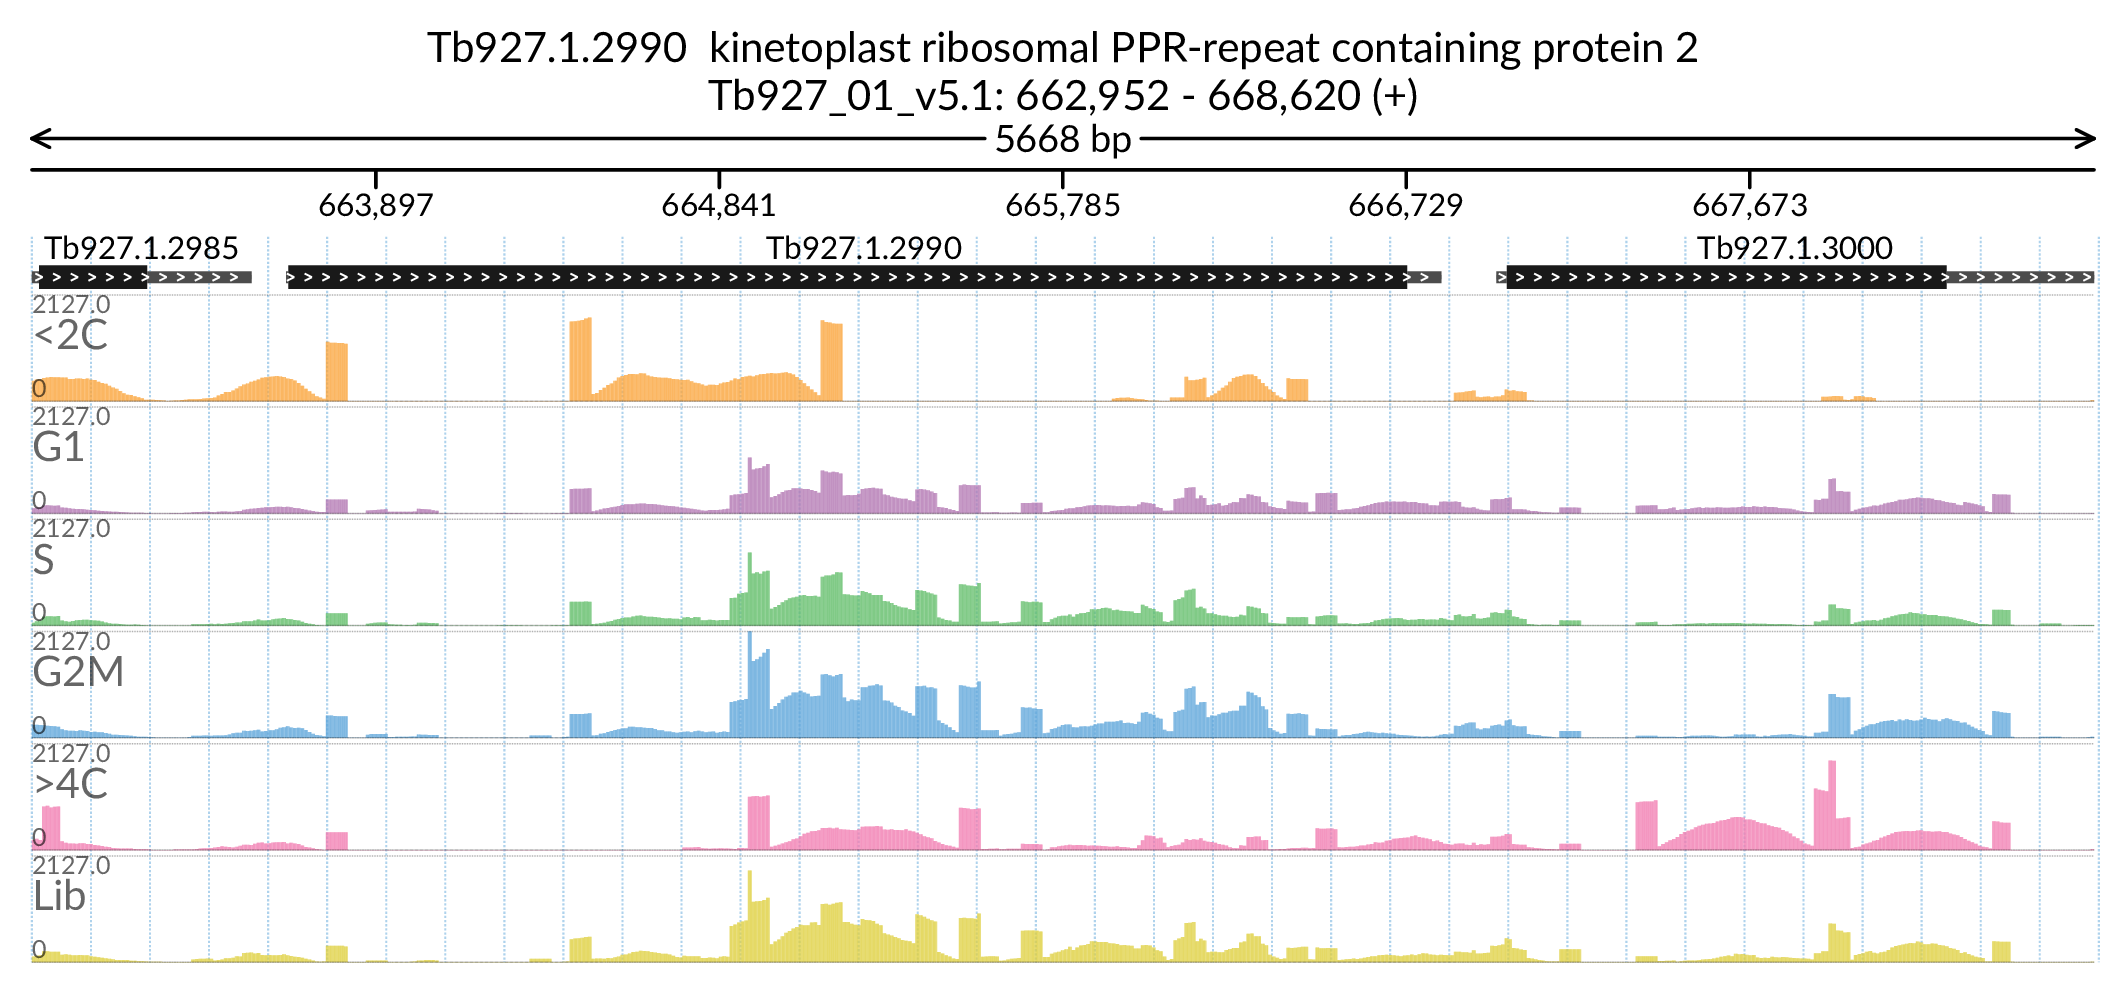 Tb927.1.2990  kinetoplast ribosomal PPR-repeat containing protein 2
Tb927_01_v5.1: 662,952 - 668,620 (+)
5668 bp
663,897 664,841 665,785 666,729 667,673
Tb927.1.2985 Tb927.1.2990 Tb927.1.3000
2127.0
<2C
0
2127.0
G1
0
2127.0
S
0
2127.0
G2M
0
2127.0
>4C
0
2127.0
Lib
0